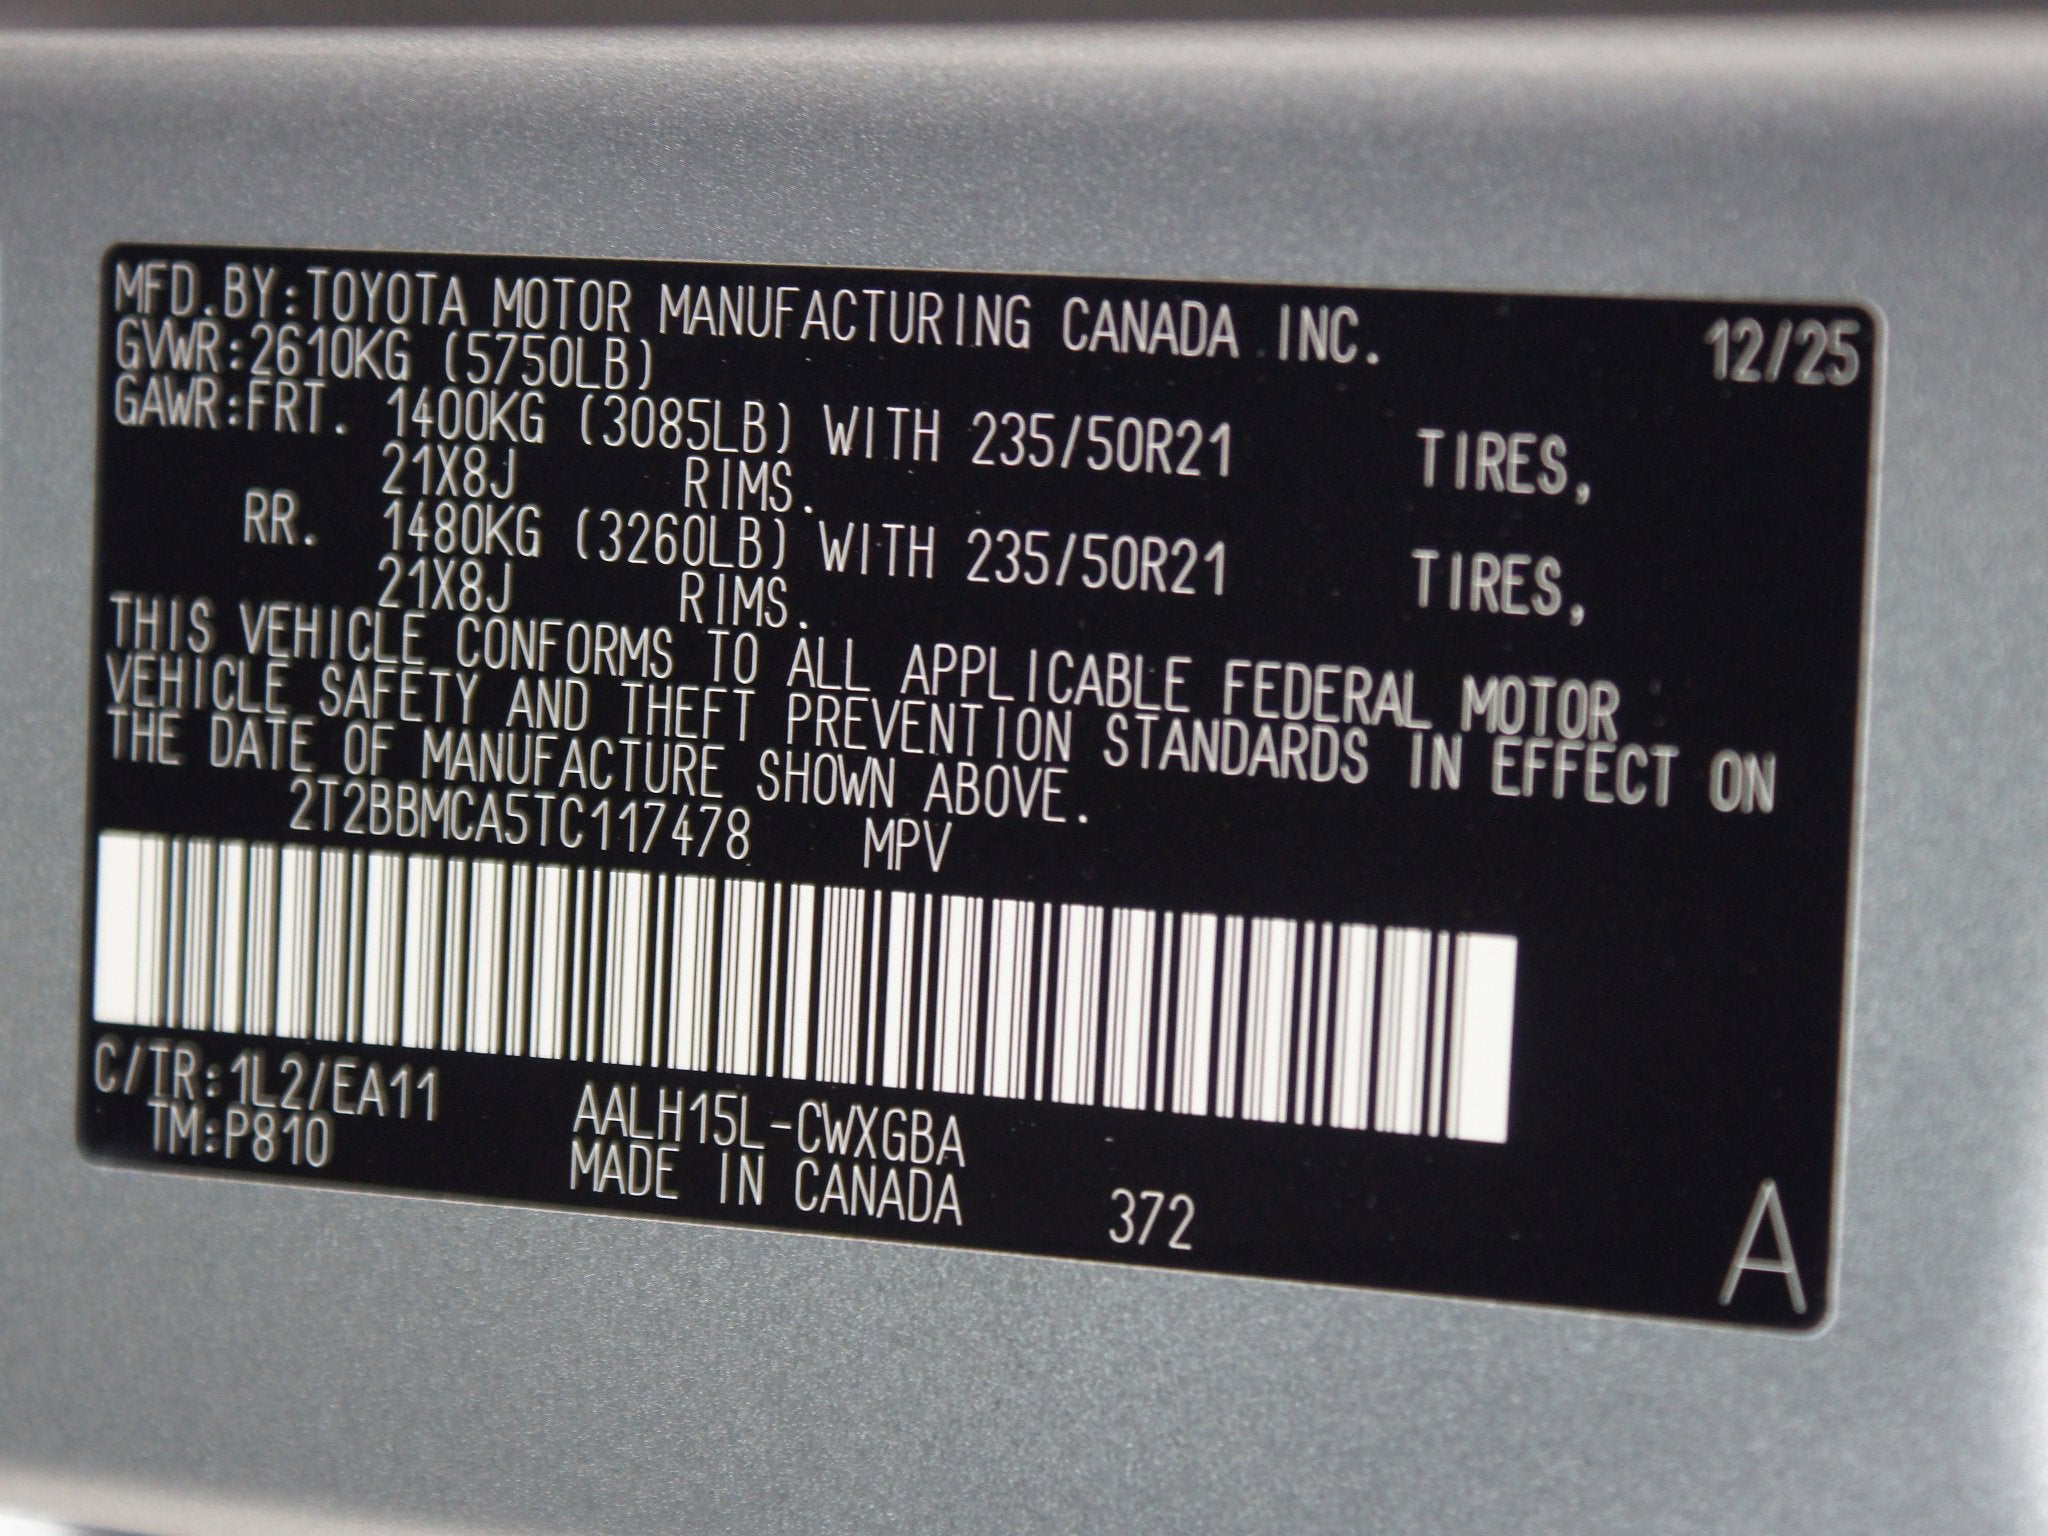 MFD.BY:TOYOTA MOTOR MANUFACTURING CANADA INC. 12/25
GVWR:2610KG (5750LB)
GAWR:FRT. 1400KG (3085LB) WITH 235/50R21 TIRES,
21X8J RIMS.
RR. 1480KG (3260LB) WITH 235/50R21 TIRES,
21X8J RIMS.
THIS VEHICLE CONFORMS TO ALL APPLICABLE FEDERAL MOTOR
VEHICLE SAFETY AND THEFT PREVENTION STANDARDS IN EFFECT ON
THE DATE OF MANUFACTURE SHOWN ABOVE.
2T2BBMCA5TC117478 MPV
C/TR:1L2/EA11 AALH15L-CWXGBA
TM:P810 MADE IN CANADA 372 A